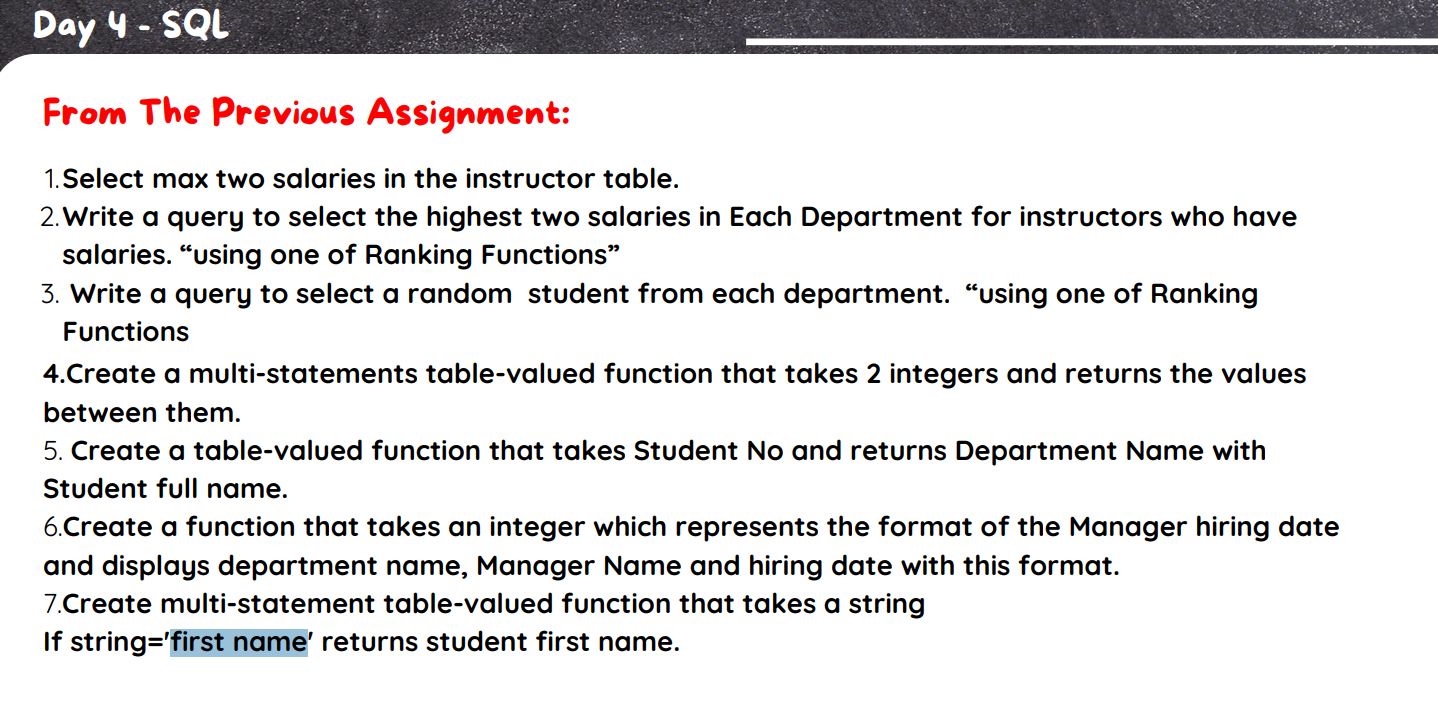 Day 4 - SQL
From The Previous Assignment:
1.Select max two salaries in the instructor table.
2.Write a query to select the highest two salaries in Each Department for instructors who have
salaries. “using one of Ranking Functions”
3. Write a query to select a random  student from each department.  “using one of Ranking
Functions
4.Create a multi-statements table-valued function that takes 2 integers and returns the values
between them.
5. Create a table-valued function that takes Student No and returns Department Name with
Student full name.
6.Create a function that takes an integer which represents the format of the Manager hiring date
and displays department name, Manager Name and hiring date with this format.
7.Create multi-statement table-valued function that takes a string
If string='first name' returns student first name.